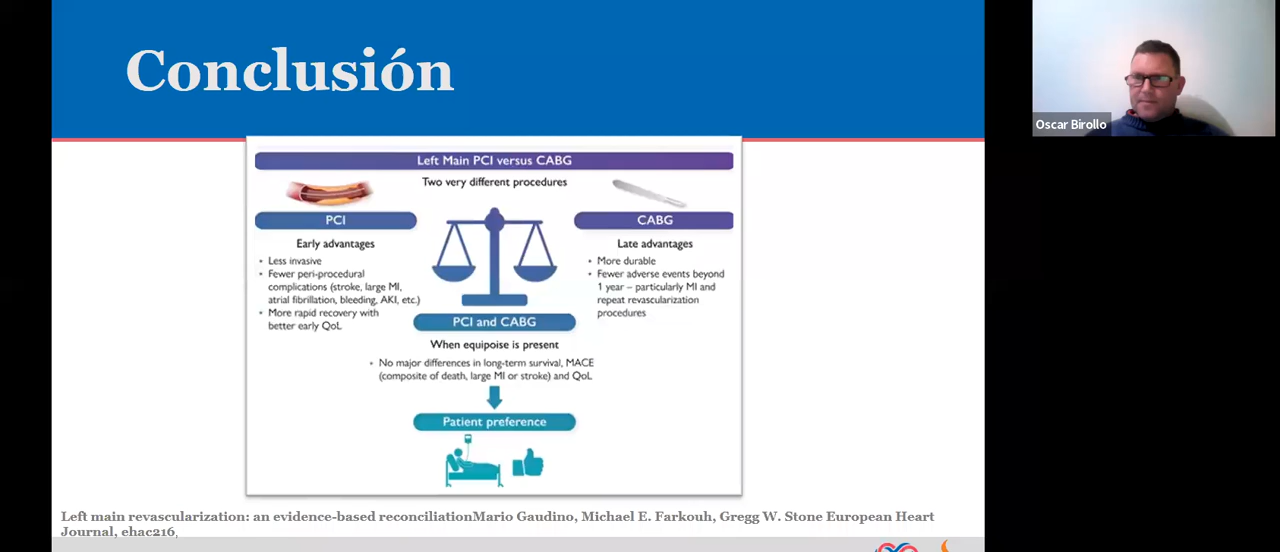 Conclusión
Oscar Birollo
Left Main PCI versus CABG
Two very different procedures
PCI
Early advantages
• Less invasive
• Fewer peri-procedural
complications (stroke, large MI,
atrial fibrillation, bleeding, AKI, etc.)
• More rapid recovery with
better early QoL
CABG
Late advantages
• More durable
• Fewer adverse events beyond
1 year – particularly MI and
repeat revascularization
procedures
PCI and CABG
When equipoise is present
• No major differences in long-term survival, MACE
(composite of death, large MI or stroke) and QoL
Patient preference
Left main revascularization: an evidence-based reconciliationMario Gaudino, Michael E. Farkouh, Gregg W. Stone European Heart
Journal, ehac216,